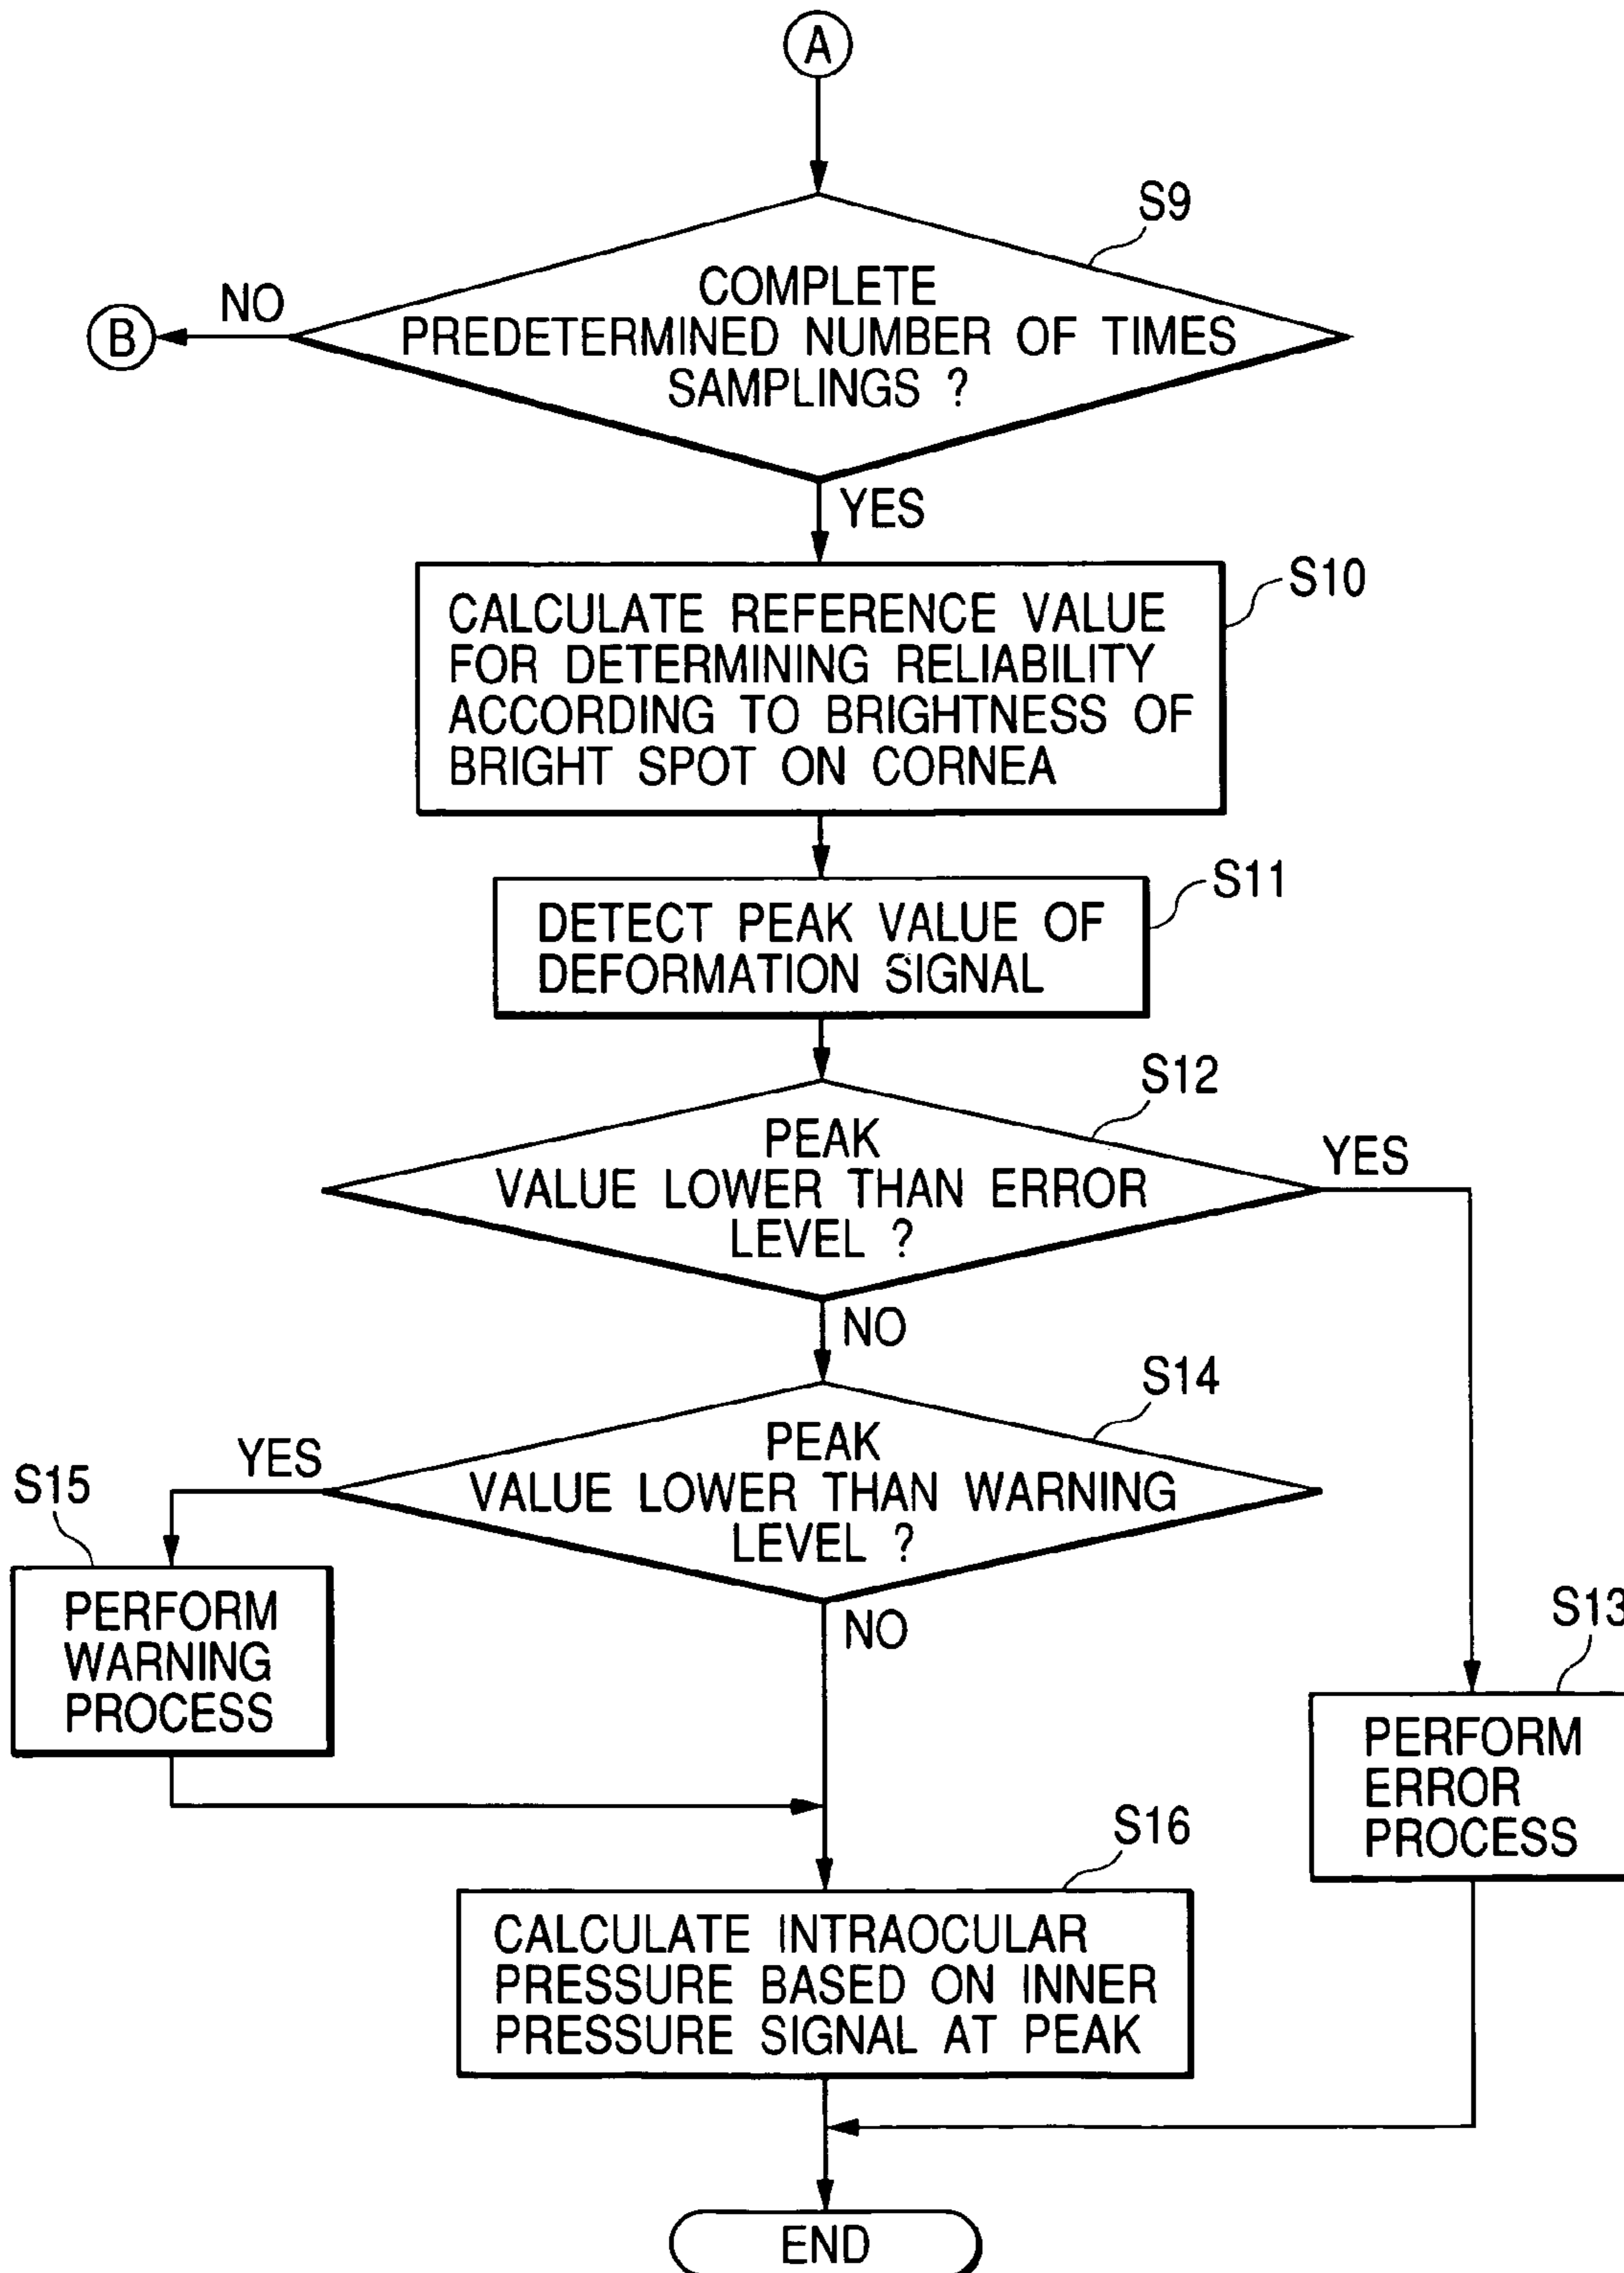 A
S9
COMPLETE
PREDETERMINED NUMBER OF TIMES
SAMPLINGS ?
NO
B
YES
S10
CALCULATE REFERENCE VALUE
FOR DETERMINING RELIABILITY
ACCORDING TO BRIGHTNESS OF
BRIGHT SPOT ON CORNEA
S11
DETECT PEAK VALUE OF
DEFORMATION SIGNAL
S12
PEAK
VALUE LOWER THAN ERROR
LEVEL ?
YES
NO
S14
PEAK
VALUE LOWER THAN WARNING
LEVEL ?
YES
S15
NO
PERFORM
WARNING
PROCESS
S13
PERFORM
ERROR
PROCESS
S16
CALCULATE INTRAOCULAR
PRESSURE BASED ON INNER
PRESSURE SIGNAL AT PEAK
END